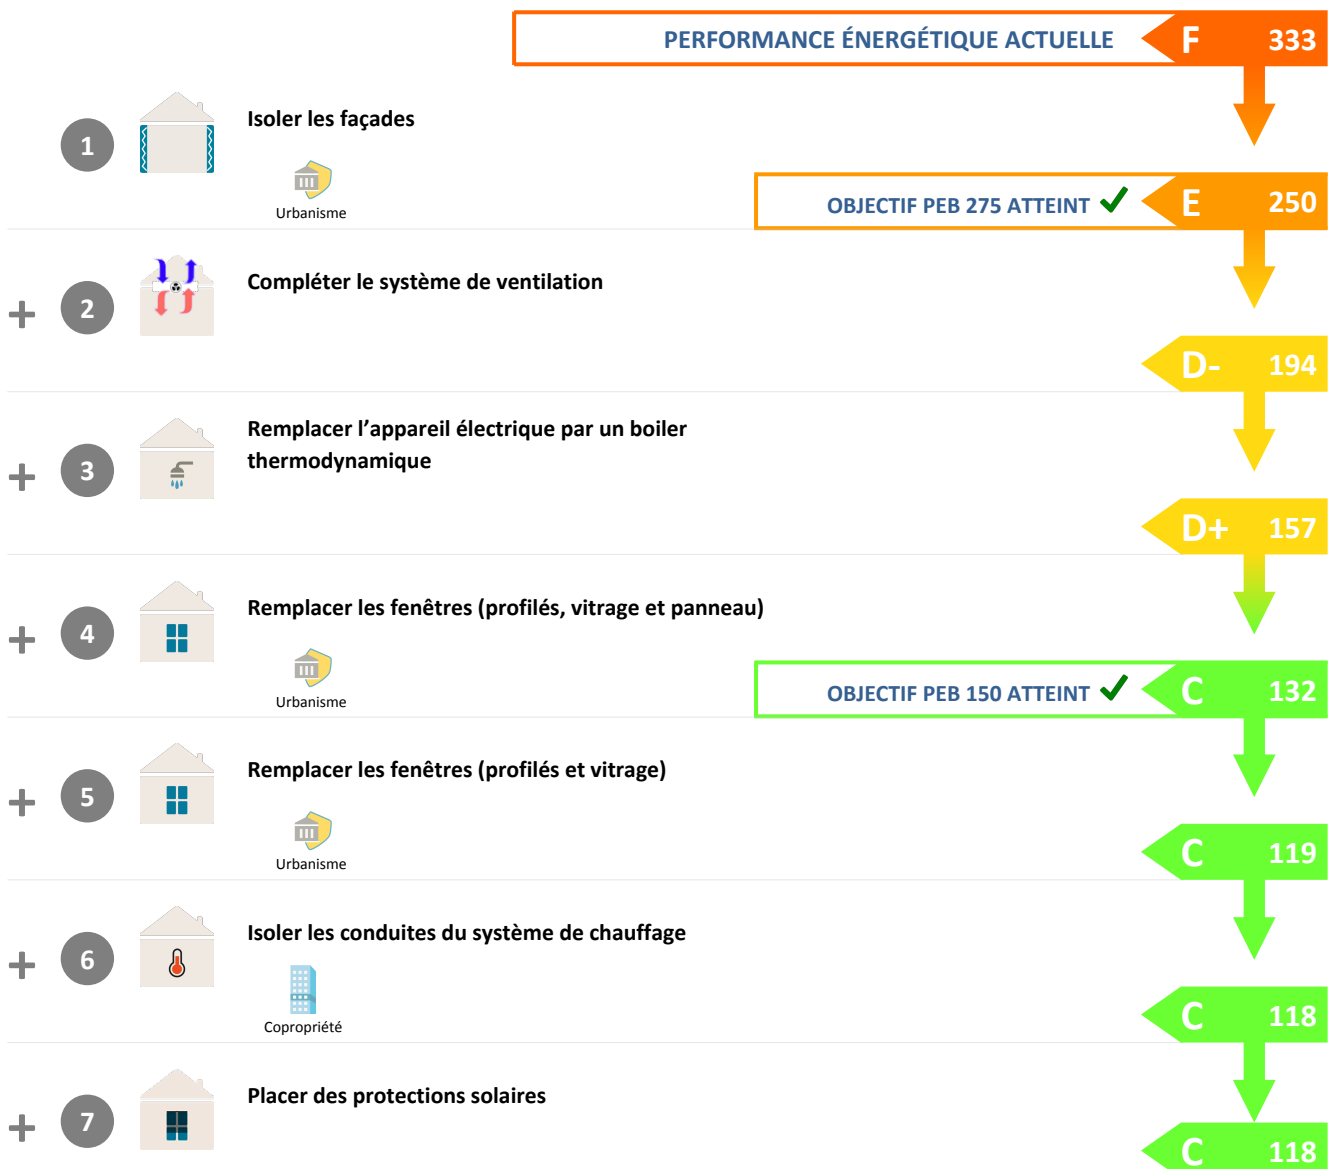 PERFORMANCE ÉNERGÉTIQUE ACTUELLE F 333
1 Isoler les façades
Urbanisme
OBJECTIF PEB 275 ATTEINT E 250
+ 2 Compléter le système de ventilation
D- 194
Remplacer l’appareil électrique par un boiler
+ 3 thermodynamique
D+ 157
+ 4 Remplacer les fenêtres (profilés, vitrage et panneau)
Urbanisme
OBJECTIF PEB 150 ATTEINT C 132
+ 5 Remplacer les fenêtres (profilés et vitrage)
Urbanisme
C 119
+ 6 Isoler les conduites du système de chauffage
Copropriété
C 118
+ 7 Placer des protections solaires
C 118